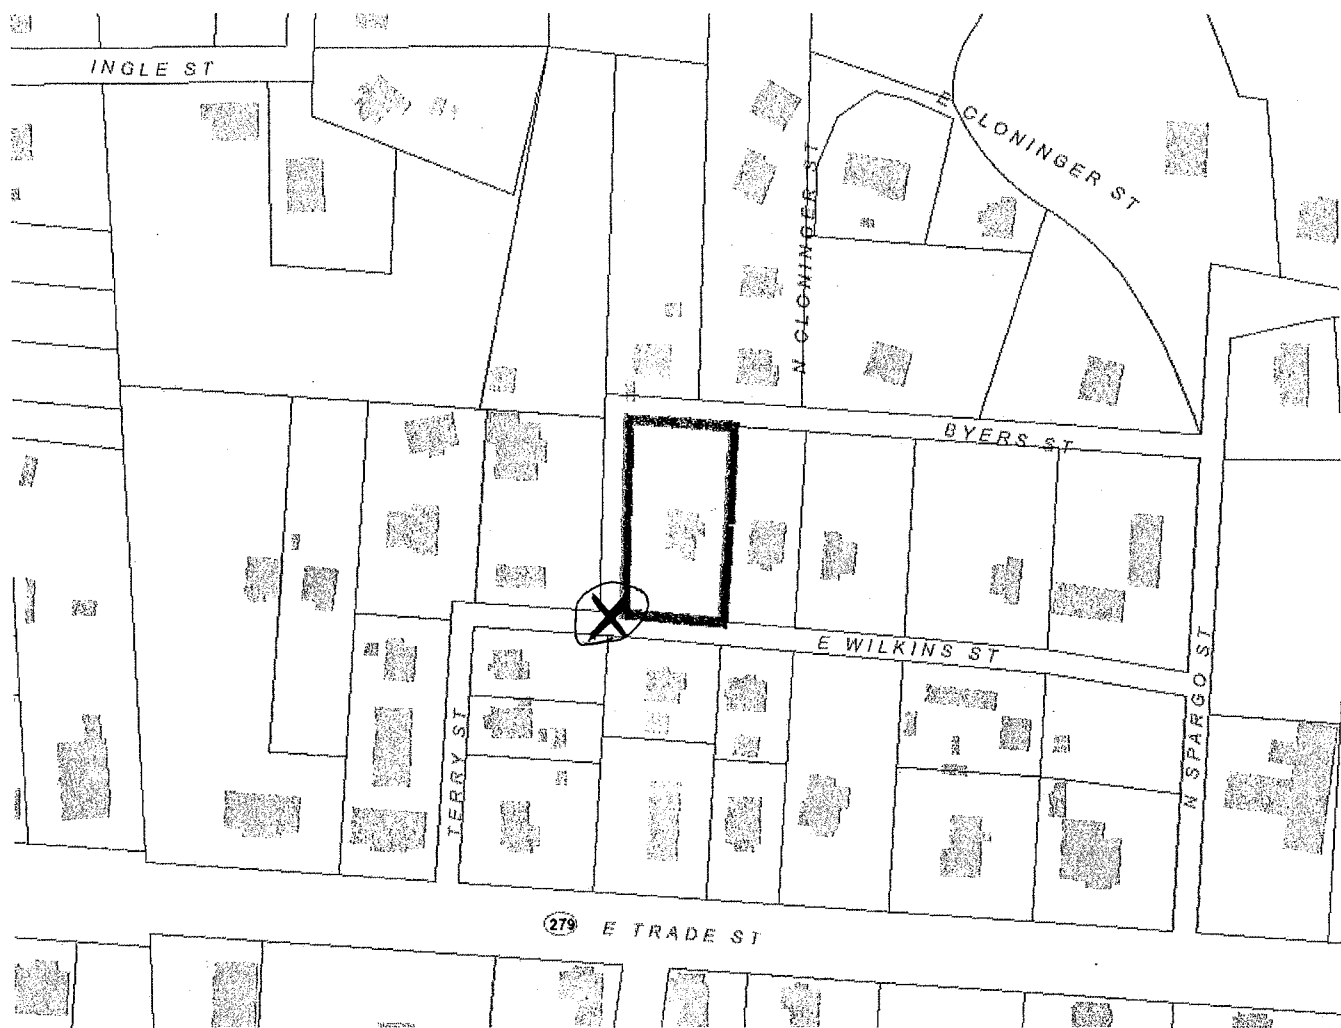 INGLE ST
E CLONINGER ST
N CLONINGER ST
BYERS ST
E WILKINS ST
N SPARGO ST
TERRY ST
279
E TRADE ST